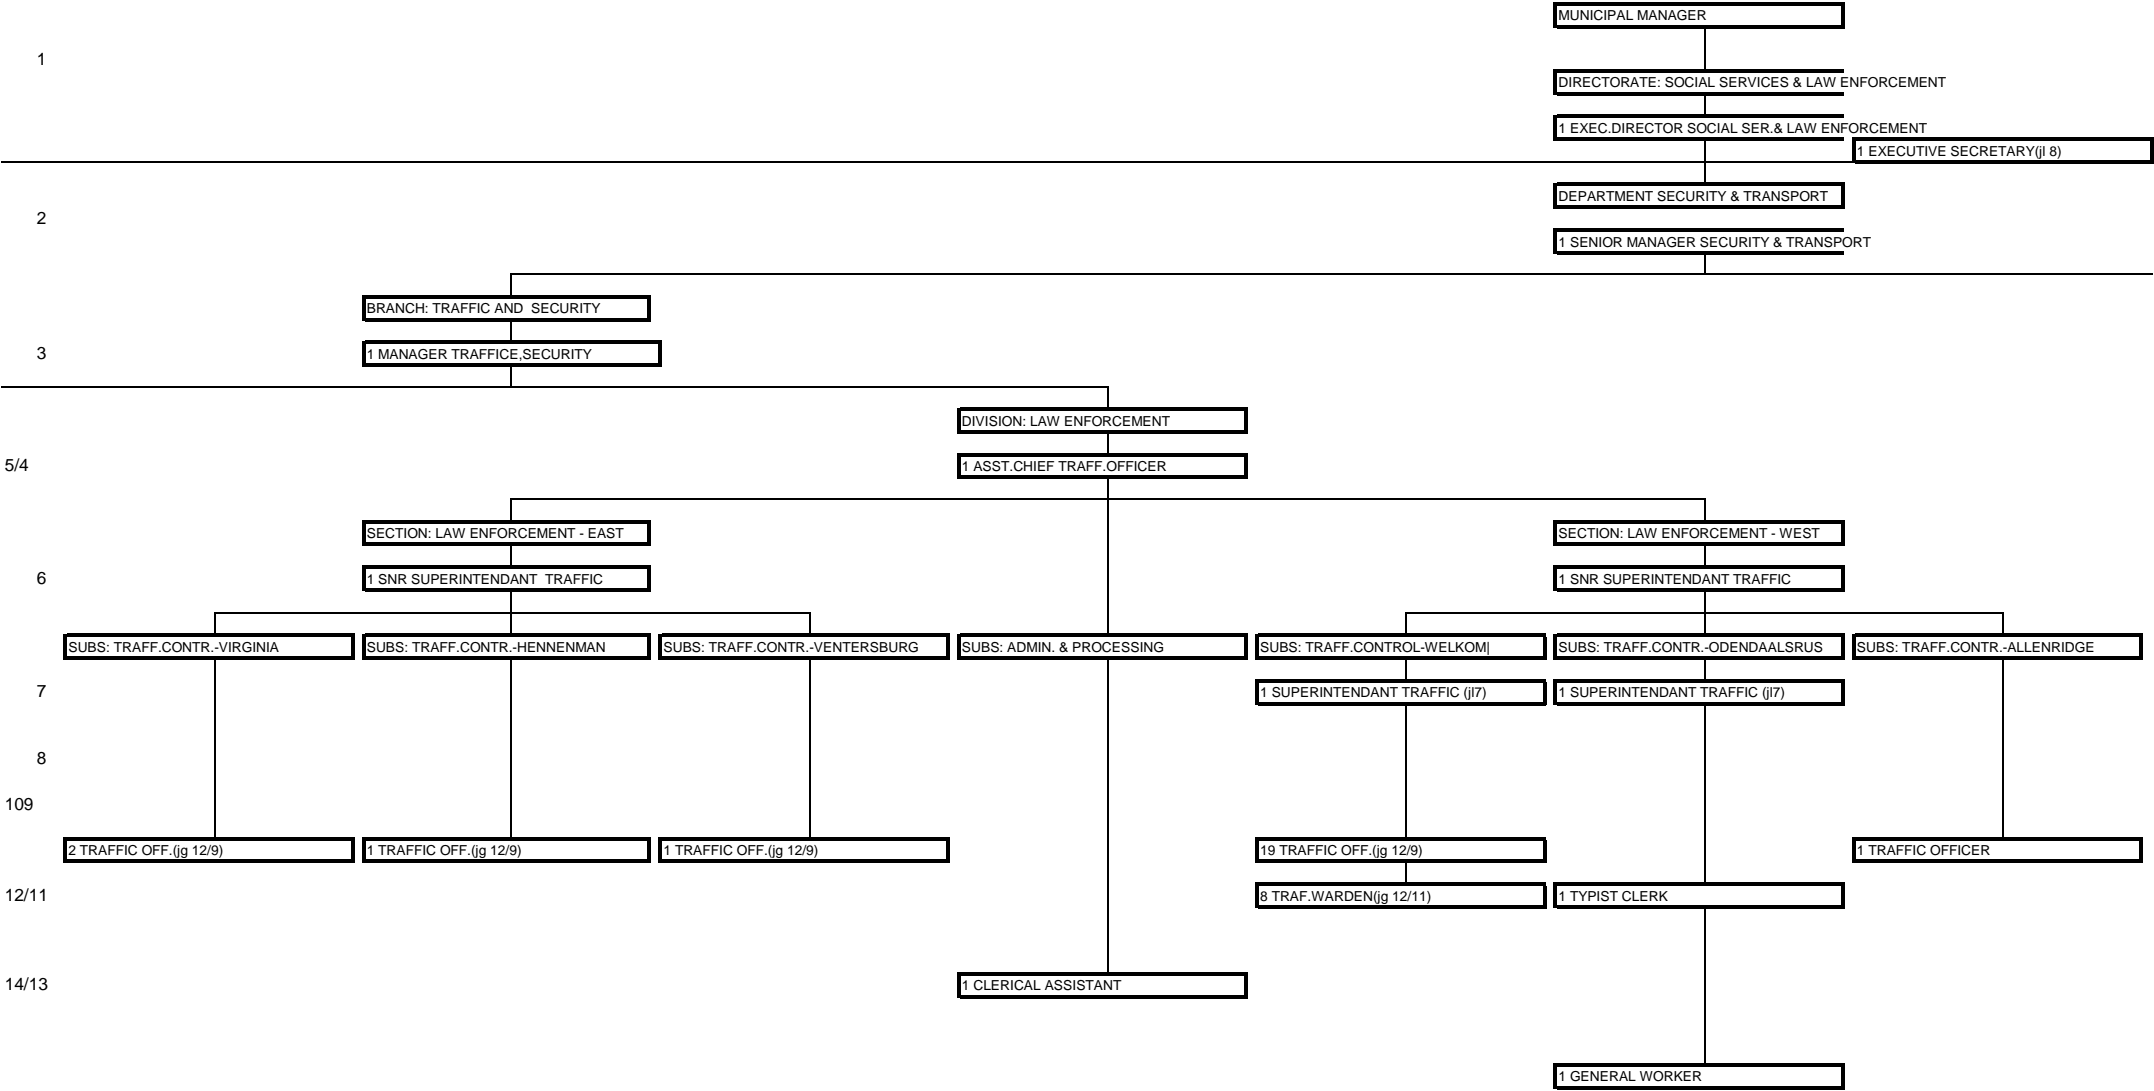 MUNICIPAL MANAGER
1
DIRECTORATE: SOCIAL SERVICES & LAW ENFORCEMENT
1 EXEC.DIRECTOR SOCIAL SER.& LAW ENFORCEMENT
1 EXECUTIVE SECRETARY(jl 8)
DEPARTMENT SECURITY & TRANSPORT
2
1 SENIOR MANAGER SECURITY & TRANSPORT
BRANCH: TRAFFIC AND  SECURITY
3
1 MANAGER TRAFFICE,SECURITY
DIVISION: LAW ENFORCEMENT
5/4
1 ASST.CHIEF TRAFF.OFFICER
SECTION: LAW ENFORCEMENT - EAST
SECTION: LAW ENFORCEMENT - WEST
6
1 SNR SUPERINTENDANT  TRAFFIC
1 SNR SUPERINTENDANT TRAFFIC
SUBS: TRAFF.CONTR.-VIRGINIA
SUBS: TRAFF.CONTR.-HENNENMAN
SUBS: TRAFF.CONTR.-VENTERSBURG
SUBS: ADMIN. & PROCESSING
SUBS: TRAFF.CONTROL-WELKOM|
SUBS: TRAFF.CONTR.-ODENDAALSRUS
SUBS: TRAFF.CONTR.-ALLENRIDGE
7
1 SUPERINTENDANT TRAFFIC (jl7)
1 SUPERINTENDANT TRAFFIC (jl7)
8
109
2 TRAFFIC OFF.(jg 12/9)
1 TRAFFIC OFF.(jg 12/9)
1 TRAFFIC OFF.(jg 12/9)
19 TRAFFIC OFF.(jg 12/9)
1 TRAFFIC OFFICER
12/11
8 TRAF.WARDEN(jg 12/11)
1 TYPIST CLERK
14/13
1 CLERICAL ASSISTANT
1 GENERAL WORKER